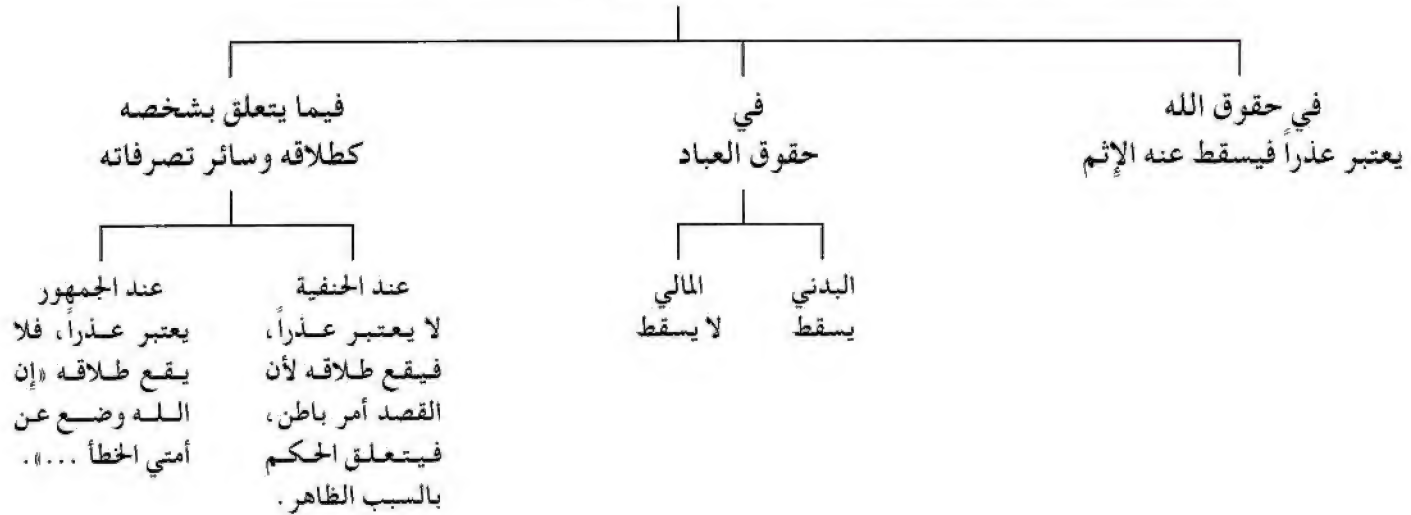 في حقوق الله
يعتبر عذراً فيسقط عنه الإِثم
في
حقوق العباد
البدني
يسقط
المالي
لا يسقط
فيما يتعلق بشخصه
كطلاقه وسائر تصرفاته
عند الحنفية
لا يعتبر عذراً،
فيقع طلاقه لأن
القصد أمر باطن،
فيتعلق الحكم
بالسبب الظاهر.
عند الجمهور
يعتبر عذراً، فلا
يقع طلاقه «إِن
الله وضع عن
أمتي الخطأ ...».